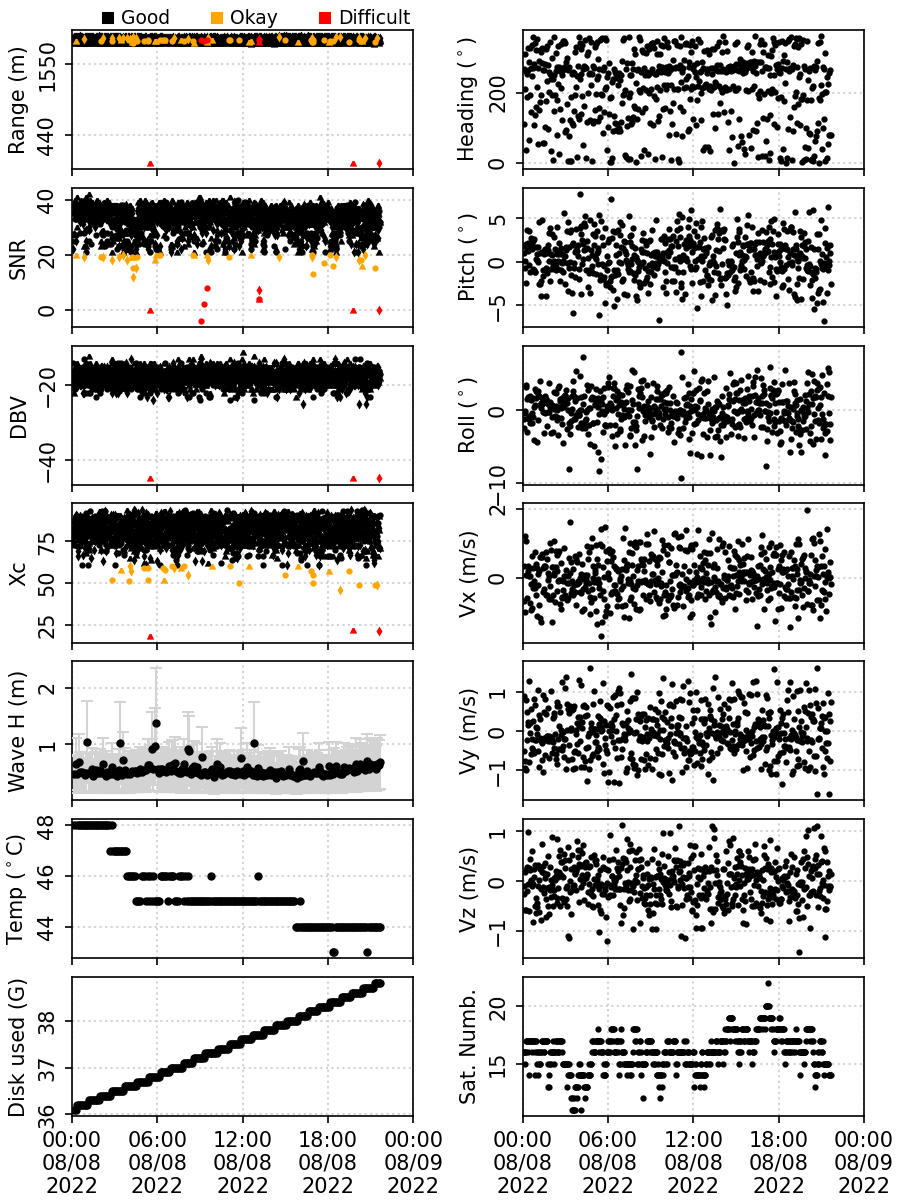 Good Okay Difficult
Range (m)
1550
440
Heading (°)
200
0
SNR
40
20
0
Pitch (°)
5
0
−5
DBV
−20
−40
Roll (°)
0
−10
Xc
75
50
25
Vx (m/s)
2
0
Wave H (m)
2
1
Vy (m/s)
1
0
−1
Temp (°C)
48
46
44
Vz (m/s)
1
0
−1
Disk used (G)
38
37
36
Sat. Numb.
20
15
00:00 06:00 12:00 18:00 00:00
08/08 08/08 08/08 08/08 08/09
2022 2022 2022 2022 2022
00:00 06:00 12:00 18:00 00:00
08/08 08/08 08/08 08/08 08/09
2022 2022 2022 2022 2022